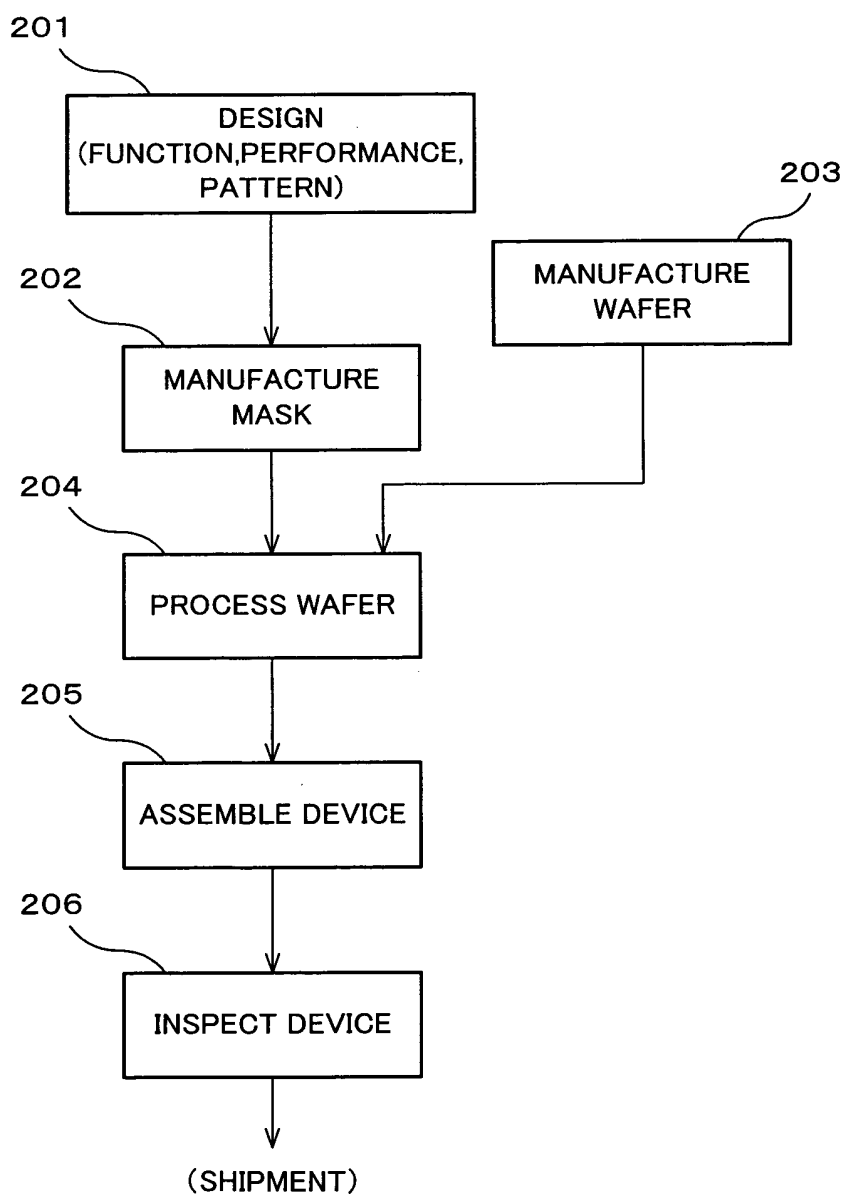 201
DESIGN
(FUNCTION,PERFORMANCE,
PATTERN)
203
MANUFACTURE
WAFER
202
MANUFACTURE
MASK
204
PROCESS WAFER
205
ASSEMBLE DEVICE
206
INSPECT DEVICE
(SHIPMENT)